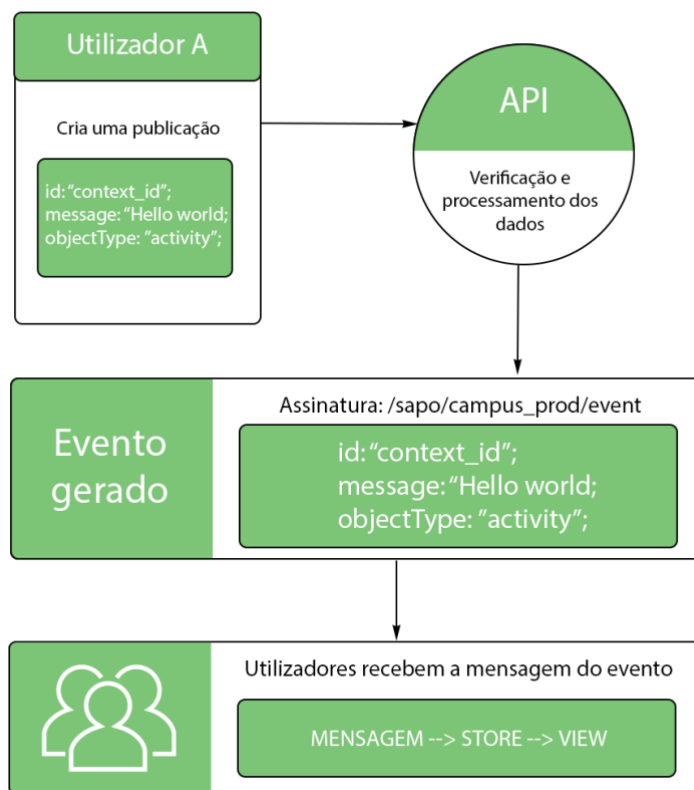 Utilizador A
Cria uma publicação
id: “context_id”;
message: “Hello world;
objectType: ”activity”;
API
Verificação e
processamento dos
dados
Evento
gerado
Assinatura: /sapo/campus_prod/event
id: “context_id”;
message: “Hello world;
objectType: ”activity”;
Utilizadores recebem a mensagem do evento
MENSAGEM --> STORE --> VIEW